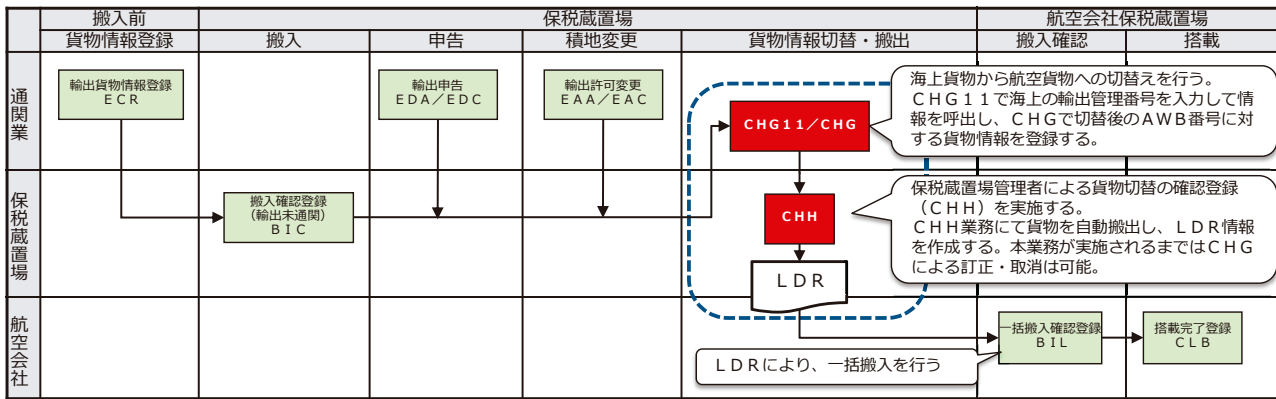 搬入前
保税蔵置場
航空会社保税蔵置場
貨物情報登録
搬入
申告
積地変更
貨物情報切替・搬出
搬入確認
搭載
通関業
輸出貨物情報登録
ECR
輸出申告
EDA/EDC
輸出許可変更
EAA/EAC
CHG11/CHG
海上貨物から航空貨物への切替えを行う。
CHG11で海上の輸出管理番号を入力して情
報を呼出し、CHGで切替後のAWB番号に対
する貨物情報を登録する。
保税蔵置場
搬入確認登録
(輸出未通関)
BIC
CHH
保税蔵置場管理者による貨物切替の確認登録
(CHH)を実施する。
CHH業務にて貨物を自動搬出し、LDR情報
を作成する。本業務が実施されるまではCHG
による訂正・取消は可能。
LDR
航空会社
一括搬入確認登録
BIL
搭載完了登録
CLB
LDRにより、一括搬入を行う